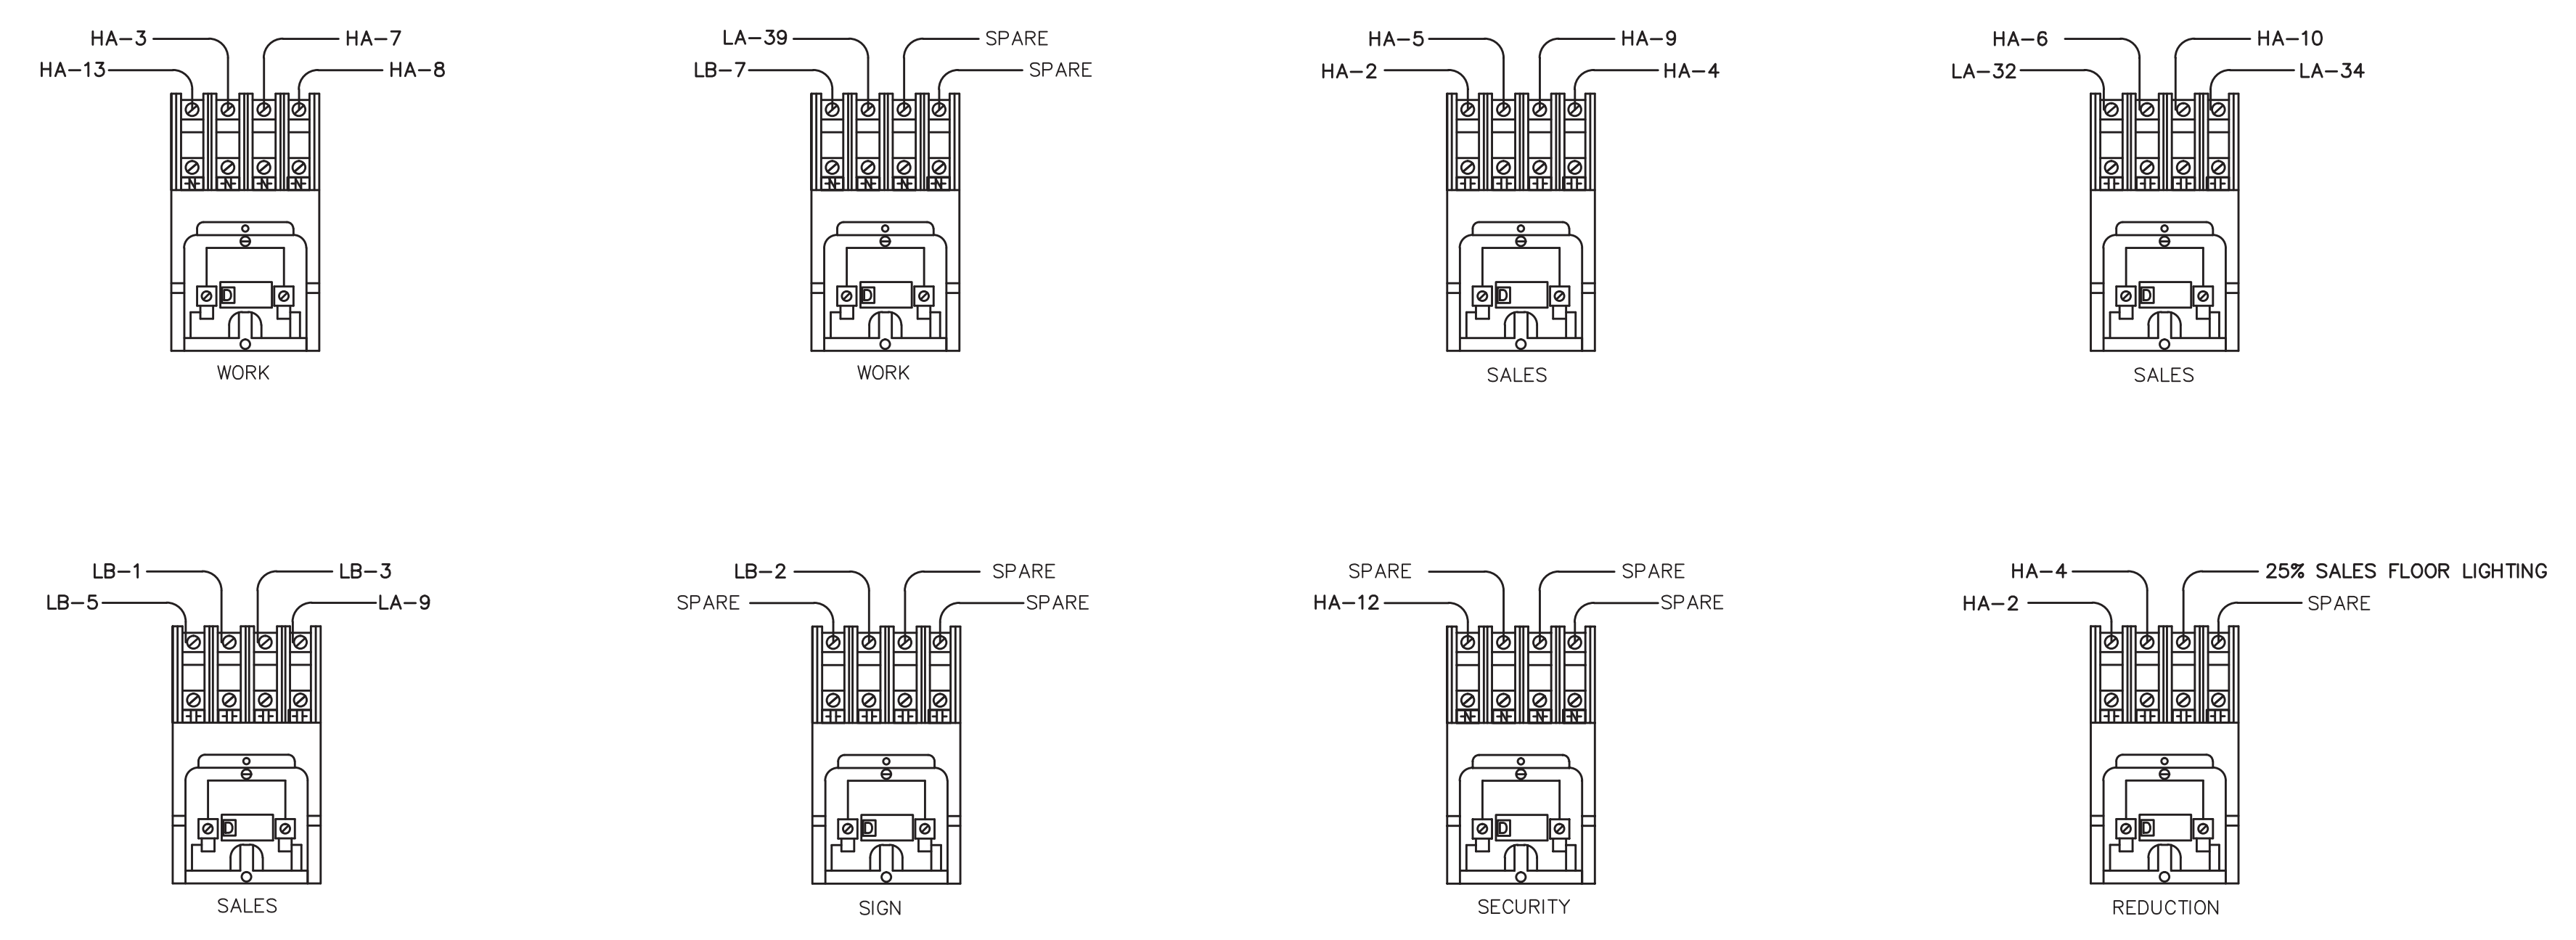 HA-3 HA-7
HA-13 HA-8
WORK
LA-39 SPARE
LB-7 SPARE
WORK
HA-5 HA-9
HA-2 HA-4
SALES
HA-6 HA-10
LA-32 LA-34
SALES
LB-1 LB-3
LB-5 LA-9
SALES
LB-2 SPARE
SPARE SPARE
SIGN
SPARE SPARE
HA-12 SPARE
SECURITY
HA-4 25% SALES FLOOR LIGHTING
HA-2 SPARE
REDUCTION